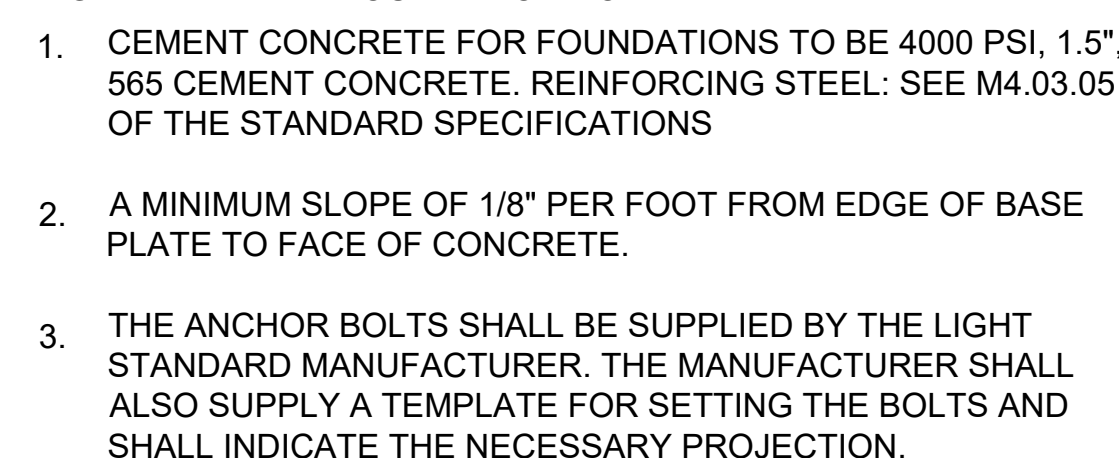 1. CEMENT CONCRETE FOR FOUNDATIONS TO BE 4000 PSI, 1.5",
565 CEMENT CONCRETE. REINFORCING STEEL: SEE M4.03.05
OF THE STANDARD SPECIFICATIONS
2. A MINIMUM SLOPE OF 1/8" PER FOOT FROM EDGE OF BASE
PLATE TO FACE OF CONCRETE.
3. THE ANCHOR BOLTS SHALL BE SUPPLIED BY THE LIGHT
STANDARD MANUFACTURER. THE MANUFACTURER SHALL
ALSO SUPPLY A TEMPLATE FOR SETTING THE BOLTS AND
SHALL INDICATE THE NECESSARY PROJECTION.